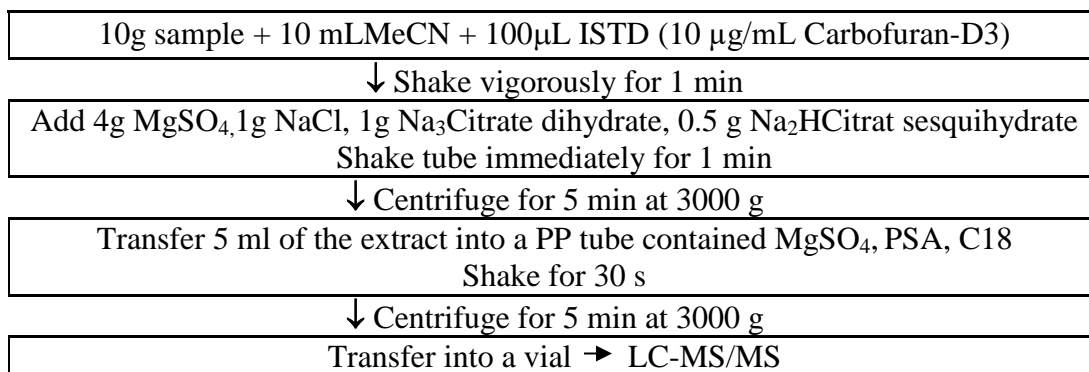 10g sample + 10 mLMeCN + 100µL ISTD (10 µg/mL Carbofuran-D3)
↓ Shake vigorously for 1 min
Add 4g MgSO₄,1g NaCl, 1g Na₃Citrate dihydrate, 0.5 g Na₂HCitrat sesquihydrate
Shake tube immediately for 1 min
↓ Centrifuge for 5 min at 3000 g
Transfer 5 ml of the extract into a PP tube contained MgSO₄, PSA, C18
Shake for 30 s
↓ Centrifuge for 5 min at 3000 g
Transfer into a vial → LC-MS/MS